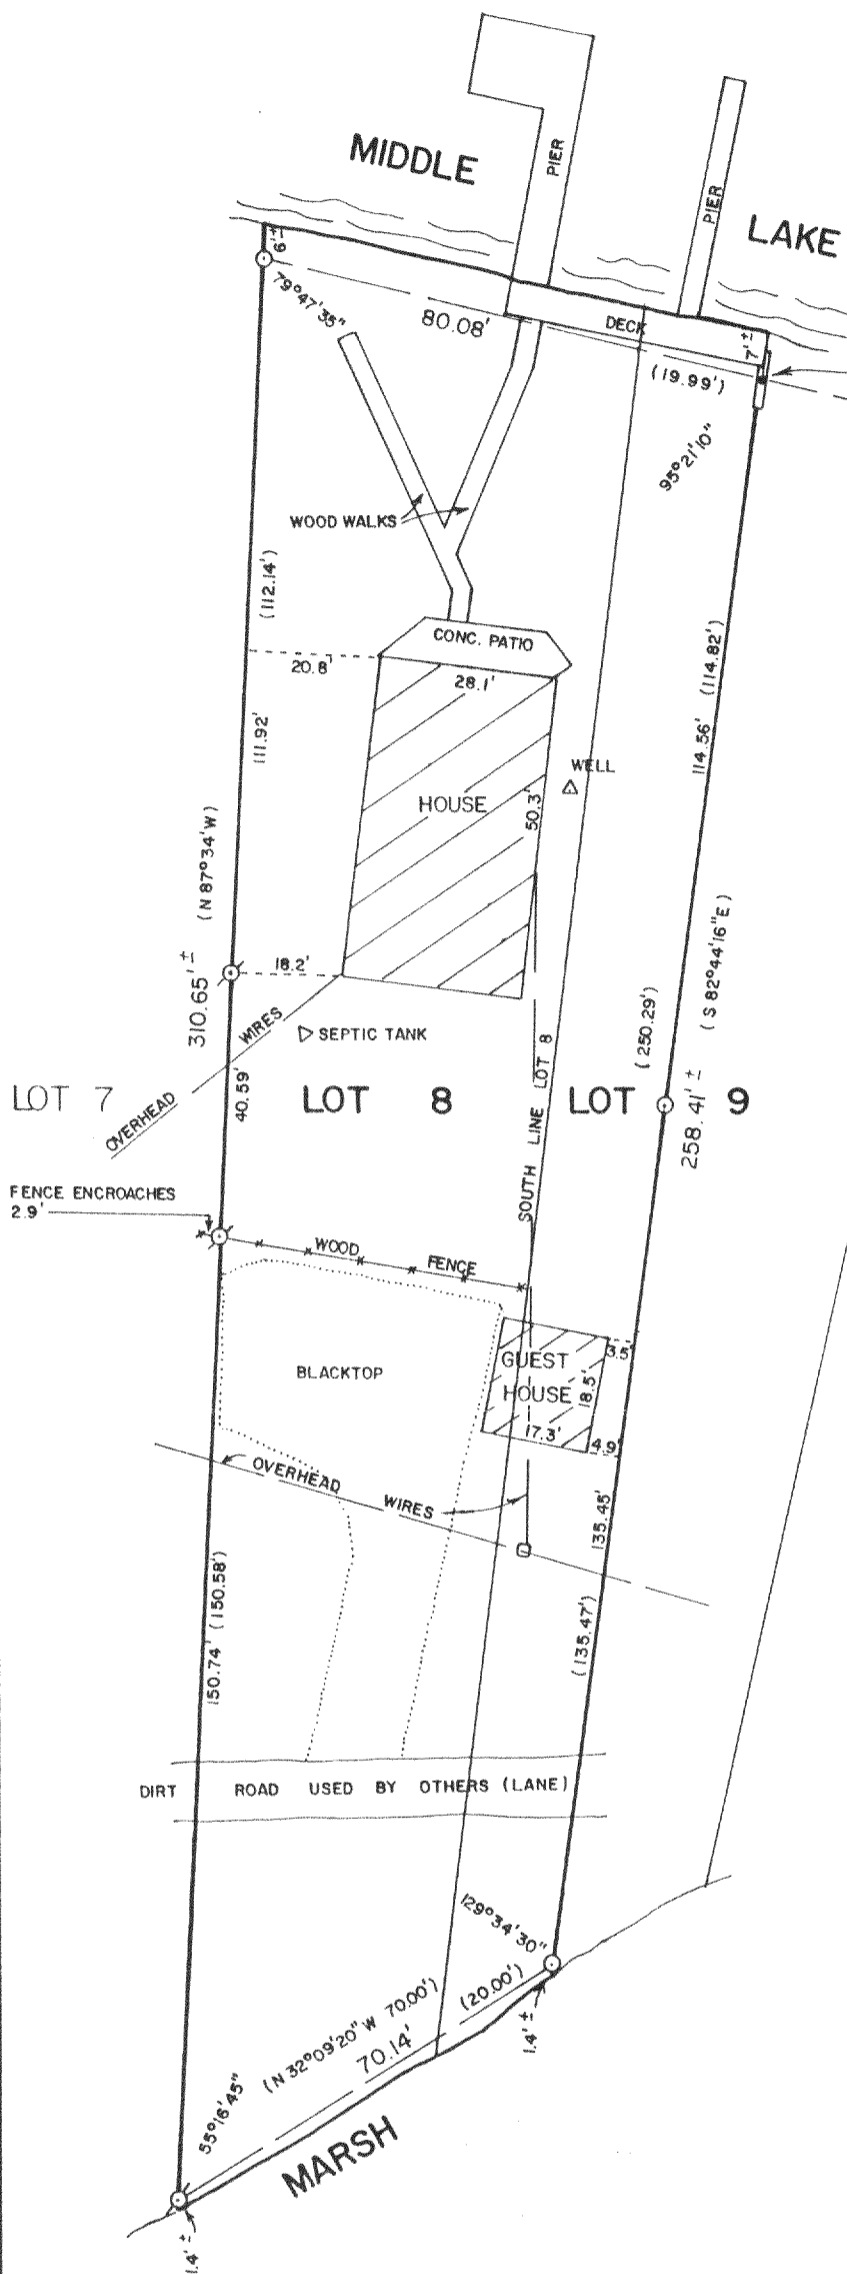 MIDDLE
PIER
PIER
LAKE
6'±
79°47'35"
80.08'
DECK
7'±
(19.99')
95°21'10"
WOOD WALKS
(112.14')
CONC. PATIO
20.8'
28.1'
(114.82')
111.92'
114.56'
WELL
HOUSE
50.3'
(N 87°34' W)
(S 82°44'16" E)
18.2'
310.65'±
WIRES
SEPTIC TANK
(250.29')
OVERHEAD
40.59'
LOT 7
LOT 8
LOT 9
258.41'±
SOUTH LINE LOT 8
FENCE ENCROACHES
2.9'
WOOD FENCE
BLACKTOP
GUEST
HOUSE
3.5'
18.5'
17.3'
4.9'
OVERHEAD WIRES
135.45'
150.74' (150.58')
(135.47')
DIRT ROAD USED BY OTHERS (LANE)
129°34'30"
(20.00')
(N 32°09'20" W 70.00')
70.14'
1.4'±
55°16'45"
MARSH
1.4'±